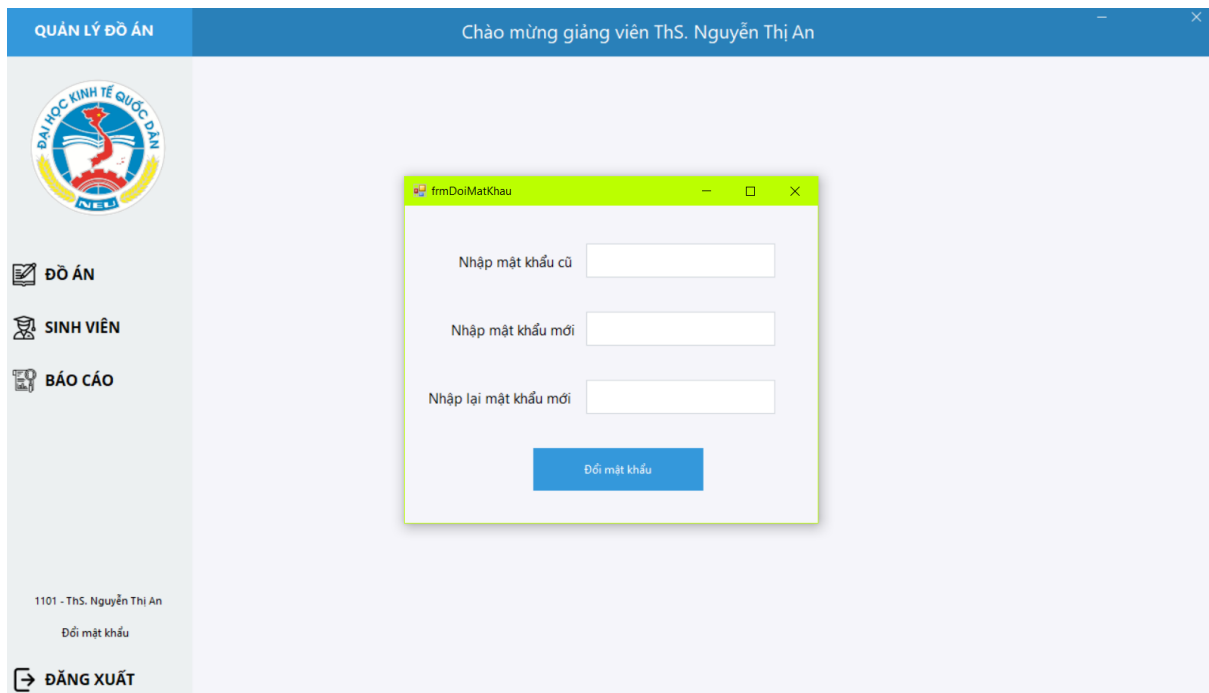 QUẢN LÝ ĐỒ ÁN
Chào mừng giảng viên ThS. Nguyễn Thị An
ĐẠI HỌC KINH TẾ QUỐC DÂN
NEU
ĐỒ ÁN
SINH VIÊN
BÁO CÁO
frmDoiMatKhau
Nhập mật khẩu cũ
Nhập mật khẩu mới
Nhập lại mật khẩu mới
Đổi mật khẩu
1101 - ThS. Nguyễn Thị An
Đổi mật khẩu
ĐĂNG XUẤT